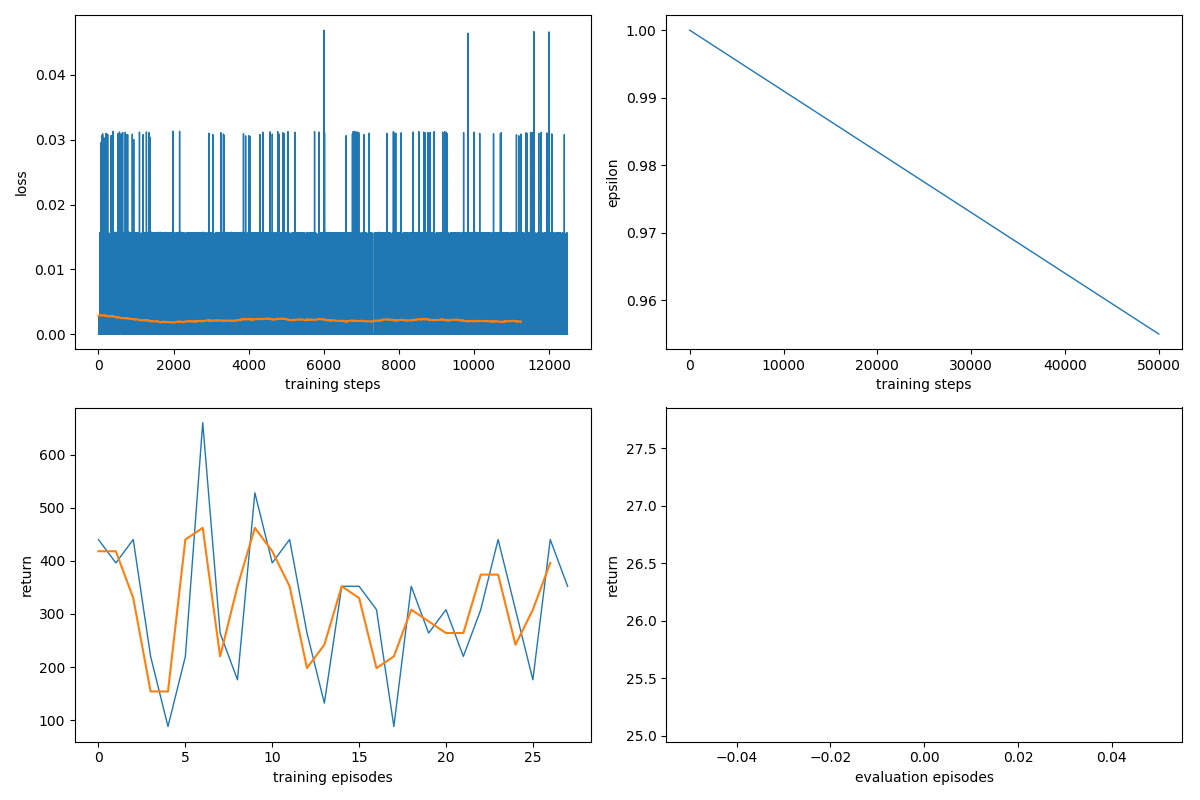 0.04
0.03
0.02
0.01
0.00
loss
0 2000 4000 6000 8000 10000 12000
training steps
1.00
0.99
0.98
0.97
0.96
epsilon
0 10000 20000 30000 40000 50000
training steps
600
500
400
300
200
100
return
0 5 10 15 20 25
training episodes
27.5
27.0
26.5
26.0
25.5
25.0
return
−0.04 −0.02 0.00 0.02 0.04
evaluation episodes